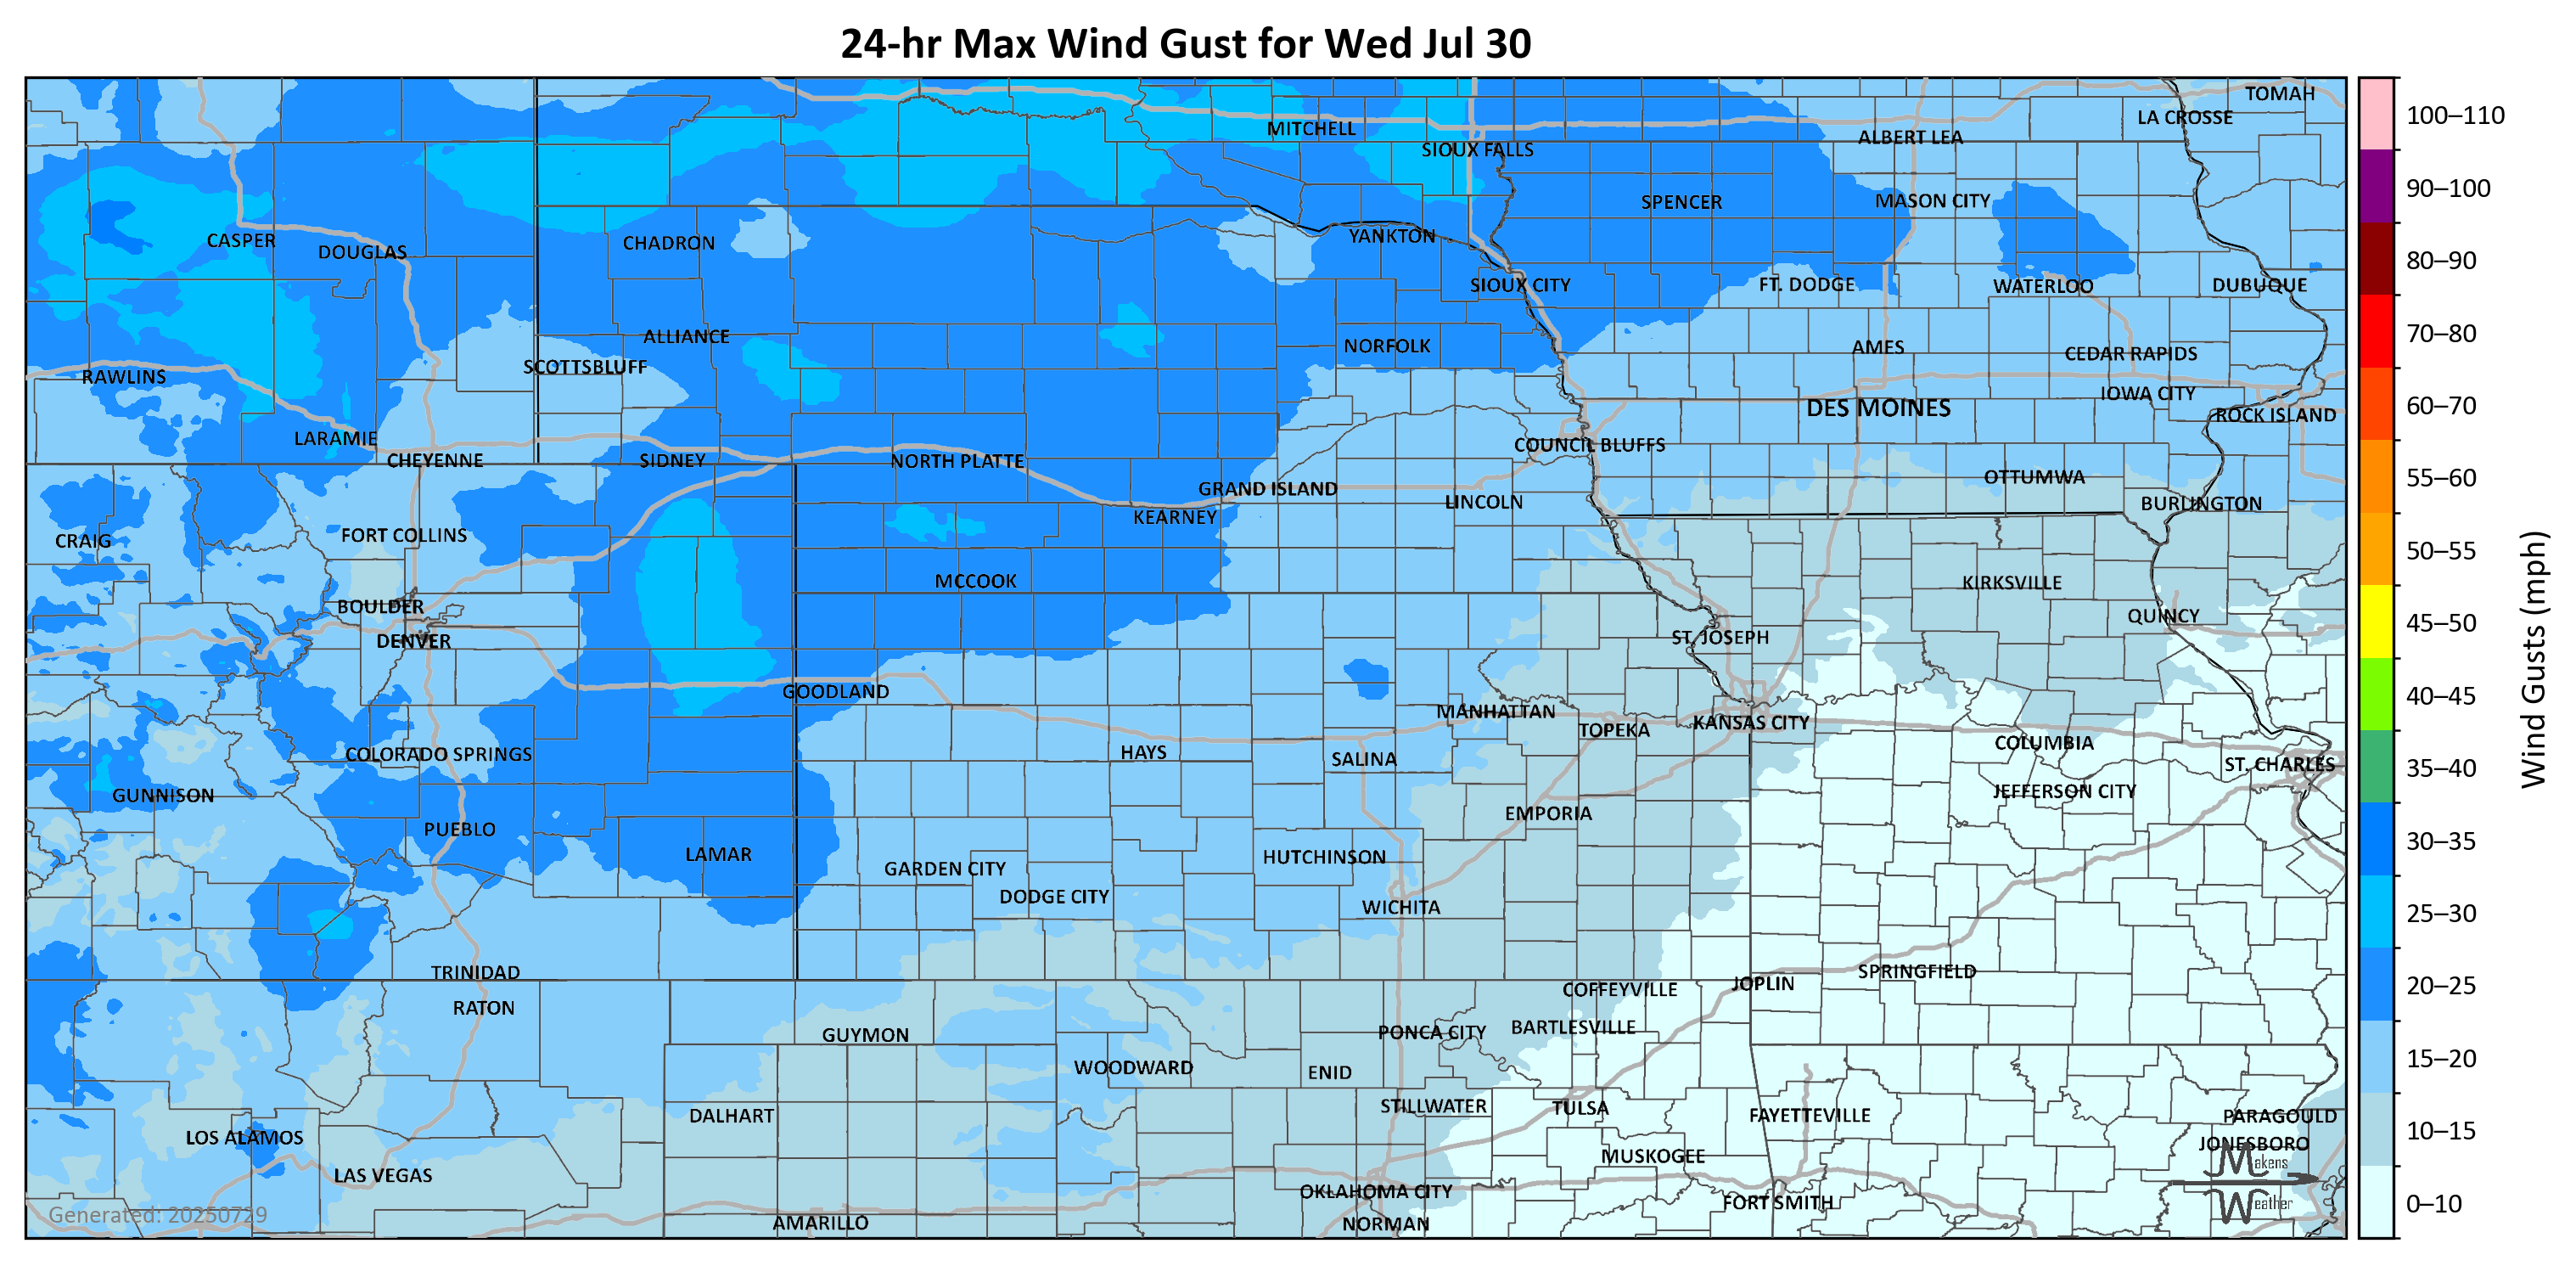 24-hr Max Wind Gust for Wed Jul 30
TOMAH
LA CROSSE
MITCHELL
ALBERT LEA
SIOUX FALLS
SPENCER
MASON CITY
CASPER
DOUGLAS
CHADRON
YANKTON
SIOUX CITY
FT. DODGE
WATERLOO
DUBUQUE
ALLIANCE
NORFOLK
AMES
CEDAR RAPIDS
SCOTTSBLUFF
RAWLINS
IOWA CITY
DES MOINES
ROCK ISLAND
LARAMIE
COUNCIL BLUFFS
CHEYENNE
SIDNEY
NORTH PLATTE
OTTUMWA
GRAND ISLAND
LINCOLN
BURLINGTON
KEARNEY
FORT COLLINS
CRAIG
MCCOOK
KIRKSVILLE
BOULDER
QUINCY
DENVER
ST. JOSEPH
GOODLAND
MANHATTAN
KANSAS CITY
TOPEKA
COLUMBIA
COLORADO SPRINGS
HAYS
SALINA
ST. CHARLES
GUNNISON
JEFFERSON CITY
EMPORIA
PUEBLO
LAMAR
HUTCHINSON
GARDEN CITY
DODGE CITY
WICHITA
TRINIDAD
SPRINGFIELD
JOPLIN
COFFEYVILLE
RATON
GUYMON
PONCA CITY
BARTLESVILLE
WOODWARD
ENID
STILLWATER
TULSA
DALHART
FAYETTEVILLE
PARAGOULD
LOS ALAMOS
JONESBORO
MUSKOGEE
LAS VEGAS
OKLAHOMA CITY
FORT SMITH
AMARILLO
NORMAN
Generated: 20250729
Makens
Weather
100–110
90–100
80–90
70–80
60–70
55–60
50–55
45–50
40–45
35–40
30–35
25–30
20–25
15–20
10–15
0–10
Wind Gusts (mph)